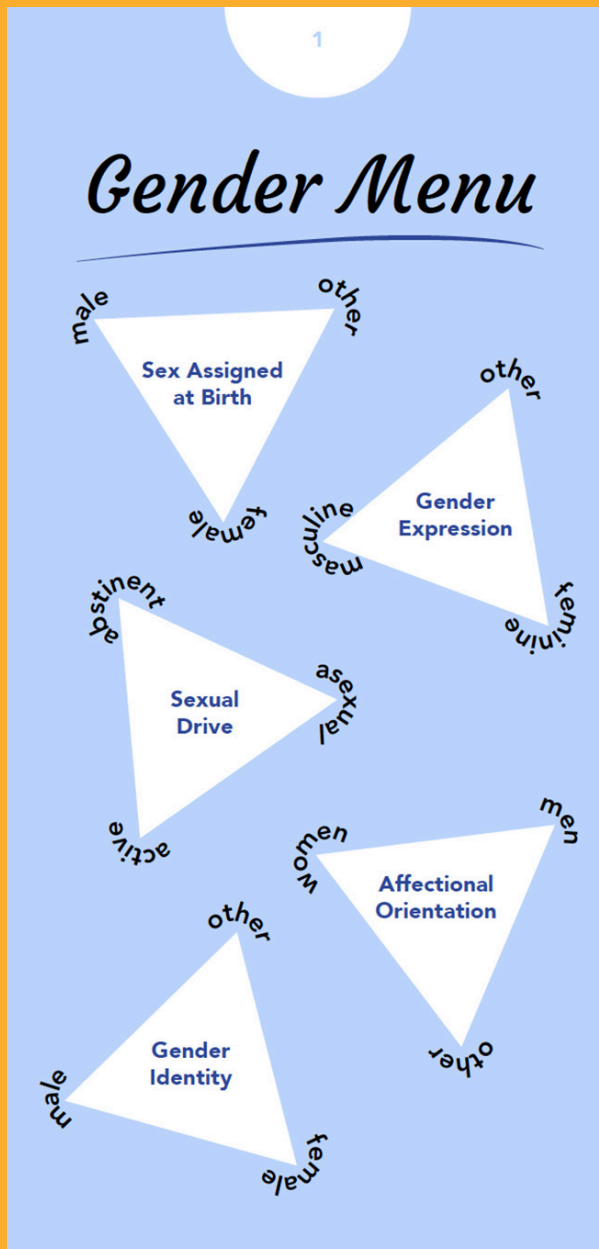 1
Gender Menu
male
other
Sex Assigned
at Birth
female
other
masculine
Gender
Expression
feminine
abstinent
asexual
Sexual
Drive
active
men
women
Affectional
Orientation
other
other
Gender
Identity
male
female